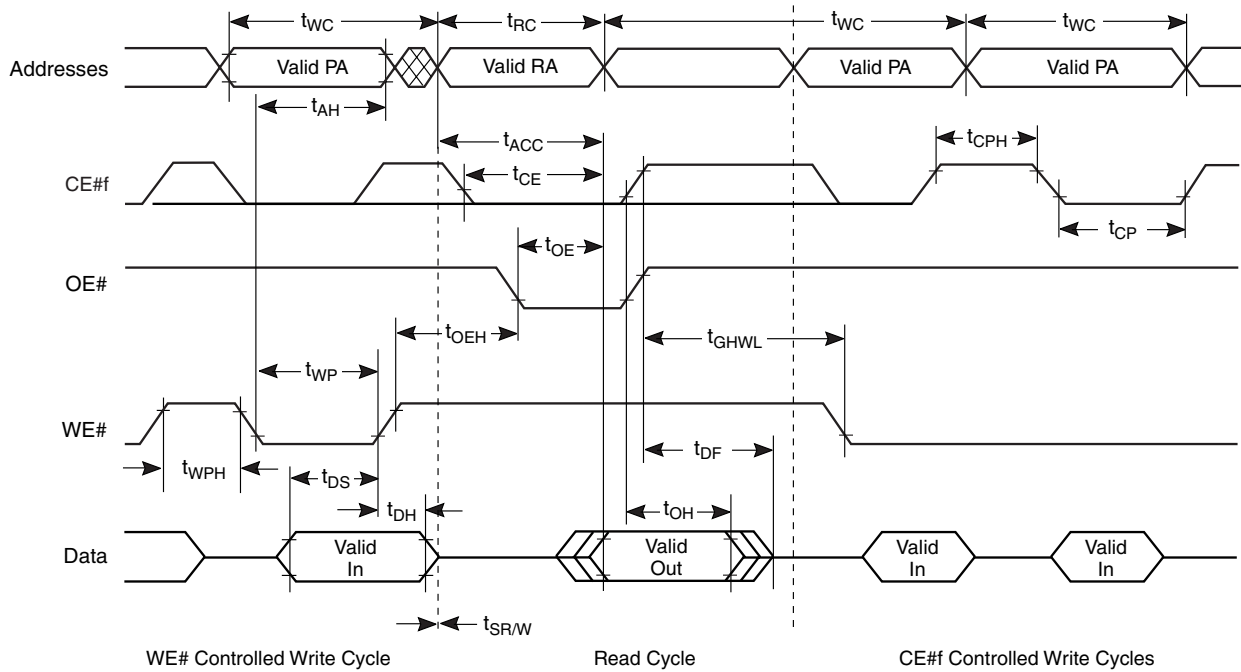 tWC tRC tWC tWC
Addresses Valid PA Valid RA Valid PA Valid PA
tAH
tACC tCPH
CE#f tCE
tCP
tOE
OE#
tOEH tGHWL
tWP
WE#
tDF
tWPH tDS
tDH tOH
Data Valid In Valid Out Valid In Valid In
tSR/W
WE# Controlled Write Cycle Read Cycle CE#f Controlled Write Cycles